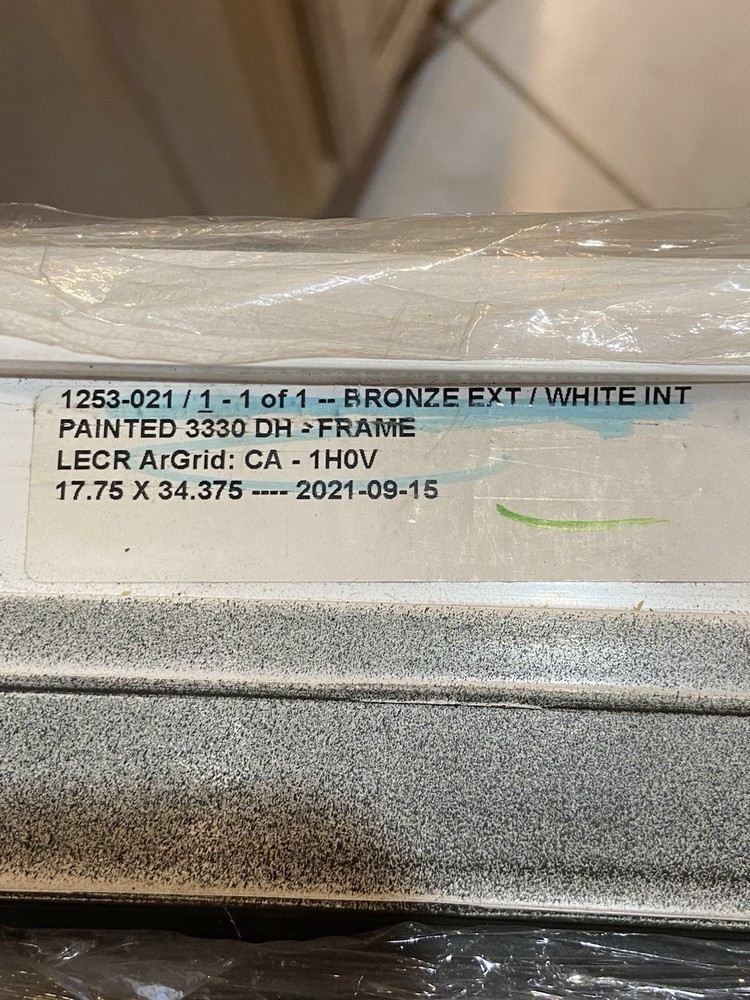 1253-021 / 1 - 1 of 1 -- BRONZE EXT / WHITE INT
PAINTED 3330 DH - FRAME
LECR ArGrid: CA - 1H0V
17.75 X 34.375 ---- 2021-09-15